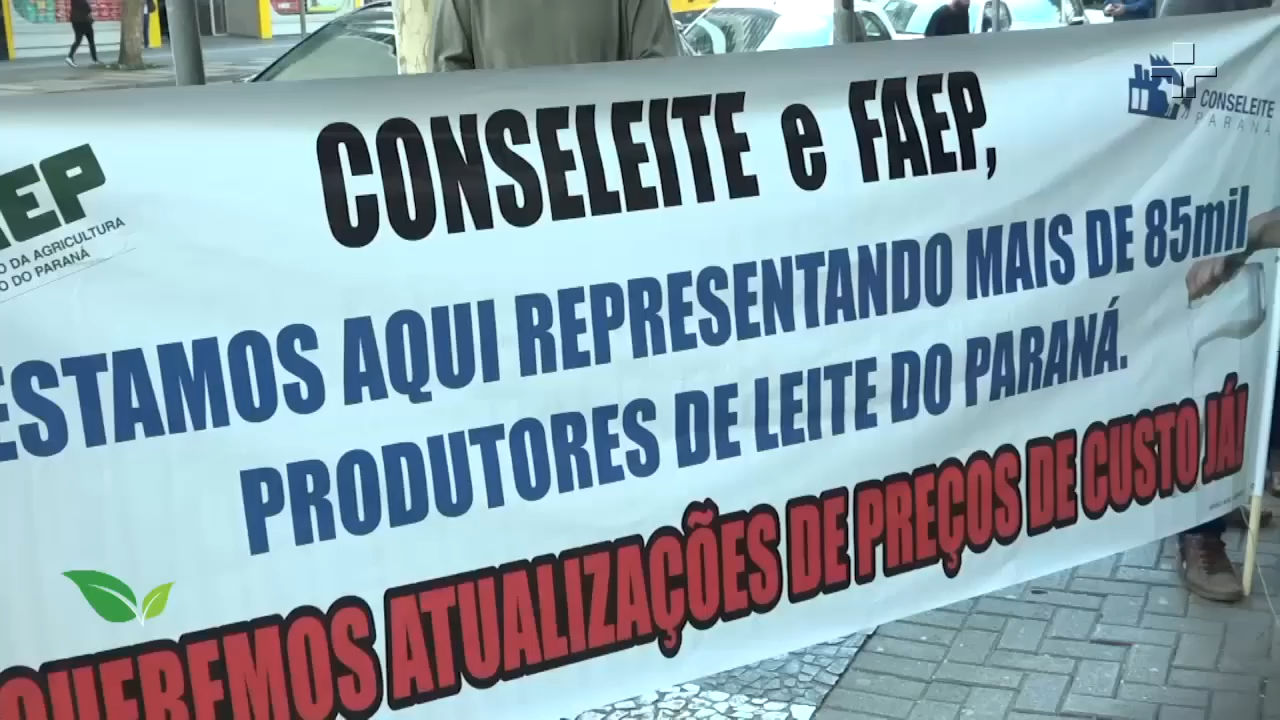 CONSELEITE e FAEP,
CONSELEITE
PARANÁ
EP
DA AGRICULTURA
DO PARANÁ
ESTAMOS AQUI REPRESENTANDO MAIS DE 85mil
PRODUTORES DE LEITE DO PARANÁ.
QUEREMOS ATUALIZAÇÕES DE PREÇOS DE CUSTO JÁ!